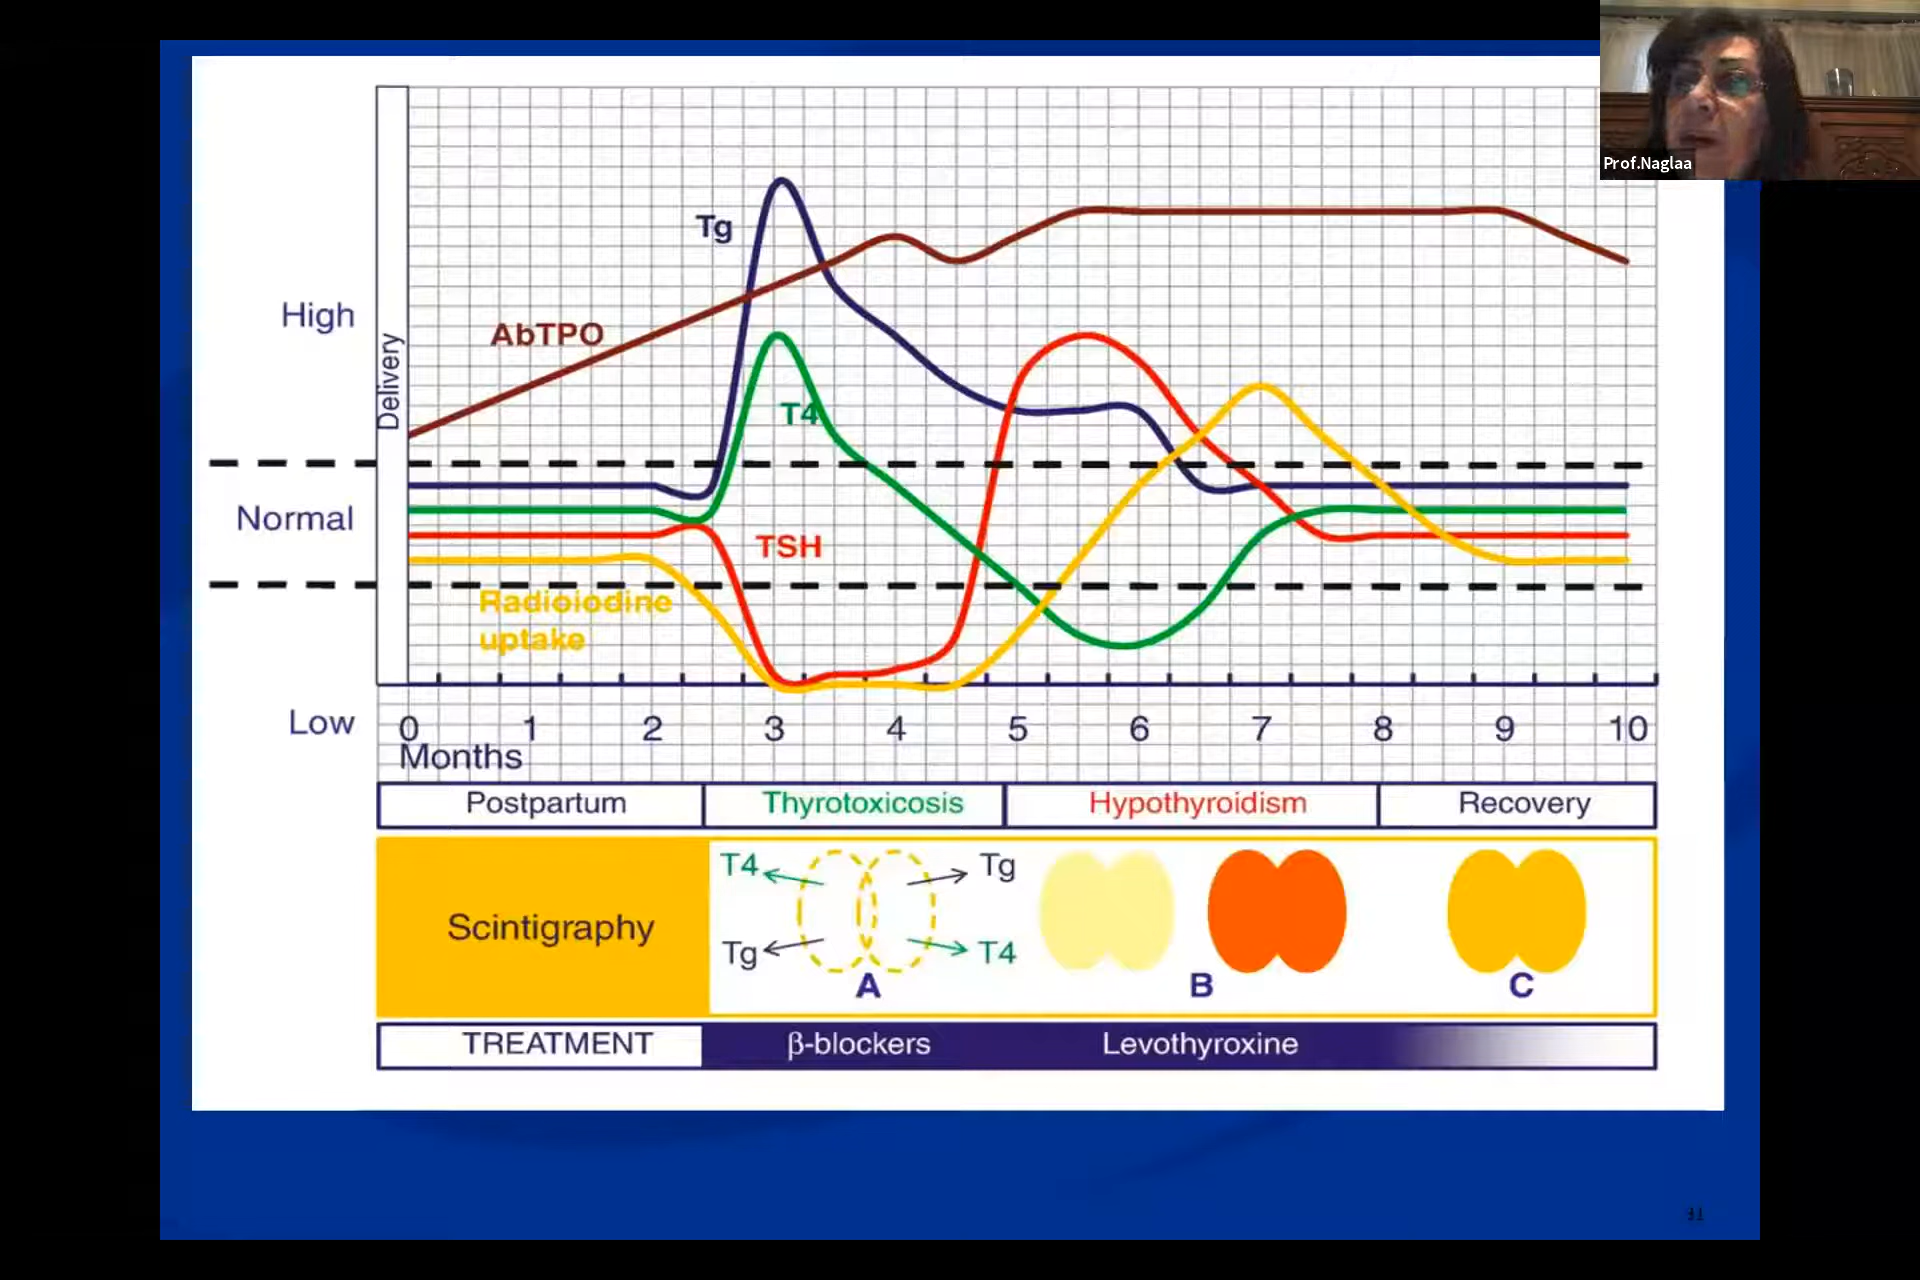 Prof.Naglaa
Tg
High
AbTPO
Delivery
T4
Normal
TSH
Radioiodine
uptake
Low
0 1 2 3 4 5 6 7 8 9 10
Months
Postpartum Thyrotoxicosis Hypothyroidism Recovery
T4 Tg
Scintigraphy
Tg T4
A B C
TREATMENT β-blockers Levothyroxine
31